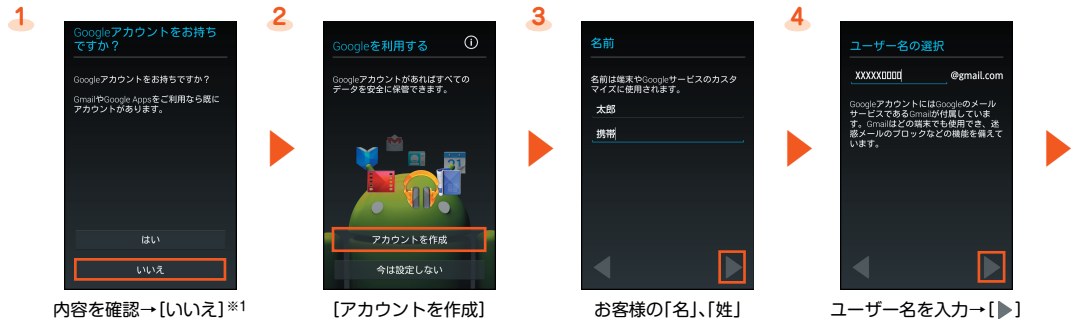 1
Googleアカウントをお持ち
ですか？
Googleアカウントをお持ちですか？
GmailやGoogle Appsをご利用なら既に
アカウントがあります。
はい
いいえ
内容を確認→[いいえ]※1
2
Googleを利用する
Googleアカウントがあればすべての
データを安全に保管できます。
31
アカウントを作成
今は設定しない
[アカウントを作成]
3
名前
名前は端末やGoogleサービスのカスタ
マイズに使用されます。
太郎
携帯
お客様の「名」、「姓」
4
ユーザー名の選択
XXXXX□□□□ @gmail.com
GoogleアカウントにはGoogleのメール
サービスであるGmailが付属していま
す。Gmailはどの端末でも使用でき、迷
惑メールのブロックなどの機能を備えて
います。
ユーザー名を入力→[▶]